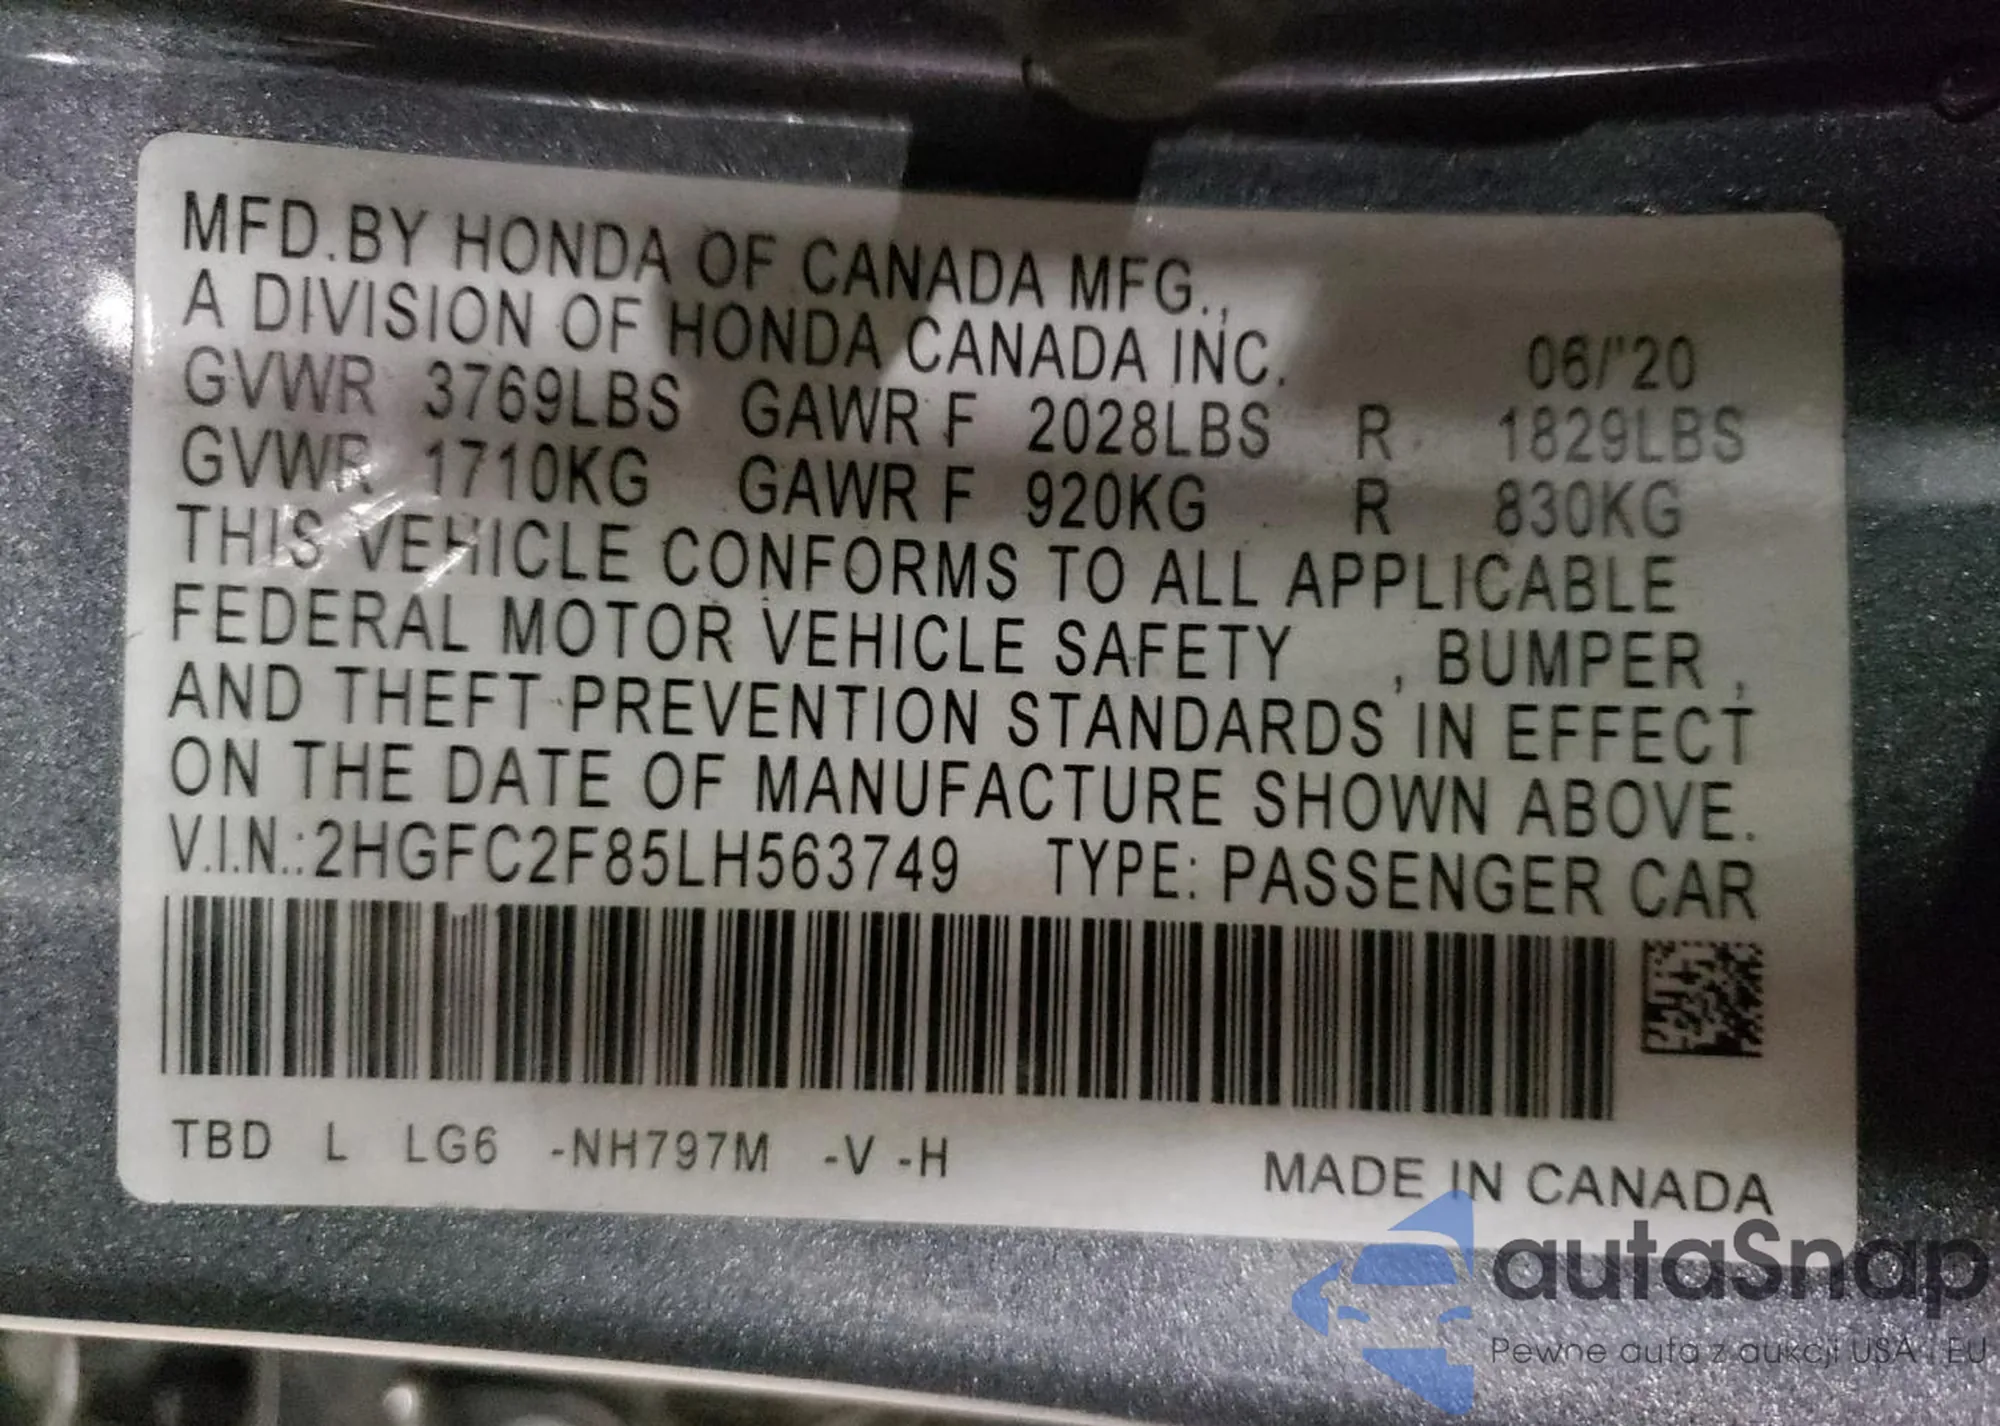 MFD.BY HONDA OF CANADA MFG.,
A DIVISION OF HONDA CANADA INC. 06/'20
GVWR 3769LBS GAWR F 2028LBS R 1829LBS
GVWR 1710KG GAWR F 920KG R 830KG
THIS VEHICLE CONFORMS TO ALL APPLICABLE
FEDERAL MOTOR VEHICLE SAFETY , BUMPER ,
AND THEFT PREVENTION STANDARDS IN EFFECT
ON THE DATE OF MANUFACTURE SHOWN ABOVE.
V.I.N.:2HGFC2F85LH563749 TYPE: PASSENGER CAR
TBD L LG6 -NH797M -V -H
MADE IN CANADA
autaSnap
Pewne auta z aukcji USA i EU